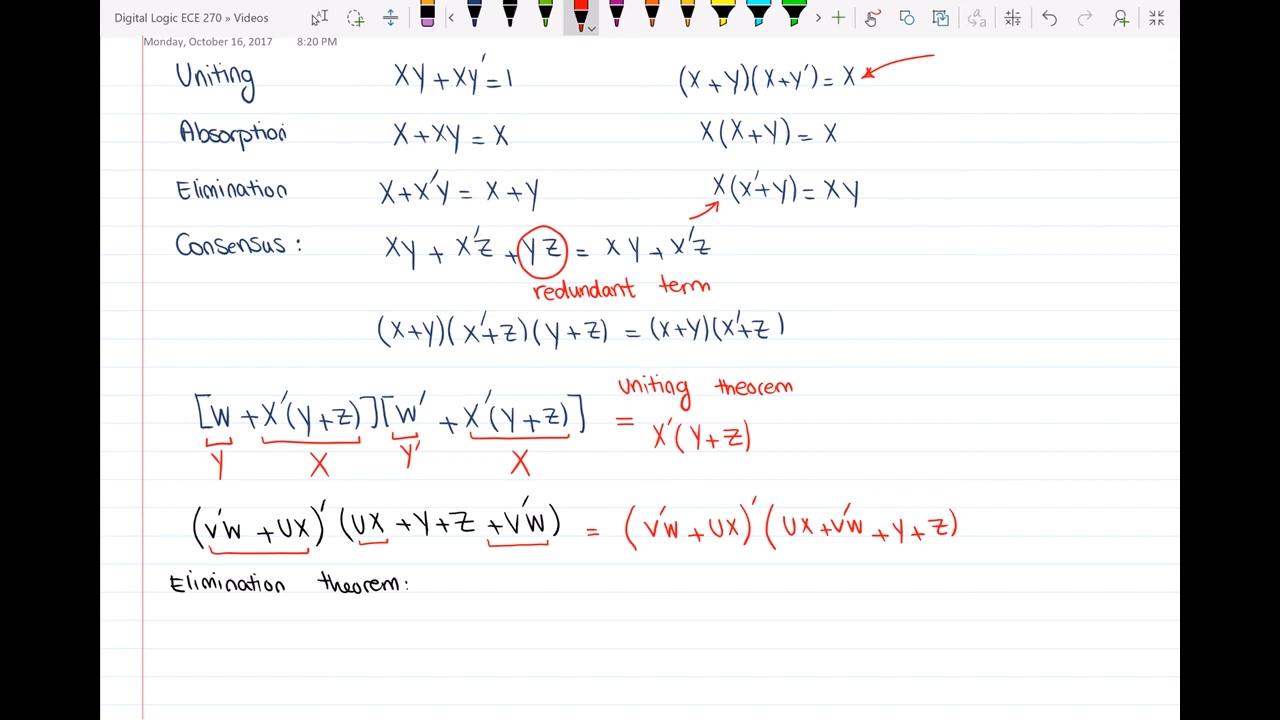 Digital Logic ECE 270 » Videos
Monday, October 16, 2017 8:20 PM
Uniting XY + XY' = 1 (X + Y)(X + Y') = X
Absorption X + XY = X X(X + Y) = X
Elimination X + X'Y = X + Y X(X' + Y) = XY
Consensus: XY + X'Z + YZ = XY + X'Z
redundant term
(X+Y)(X'+Z)(Y+Z) = (X+Y)(X'+Z)
Uniting theorem
[W + X'(Y+Z)][W' + X'(Y+Z)] = X'(Y+Z)
Y X Y' X
(V'W + UX)' (UX + Y + Z + V'W) = (V'W + UX)' (UX + V'W + Y + Z)
Elimination theorem: